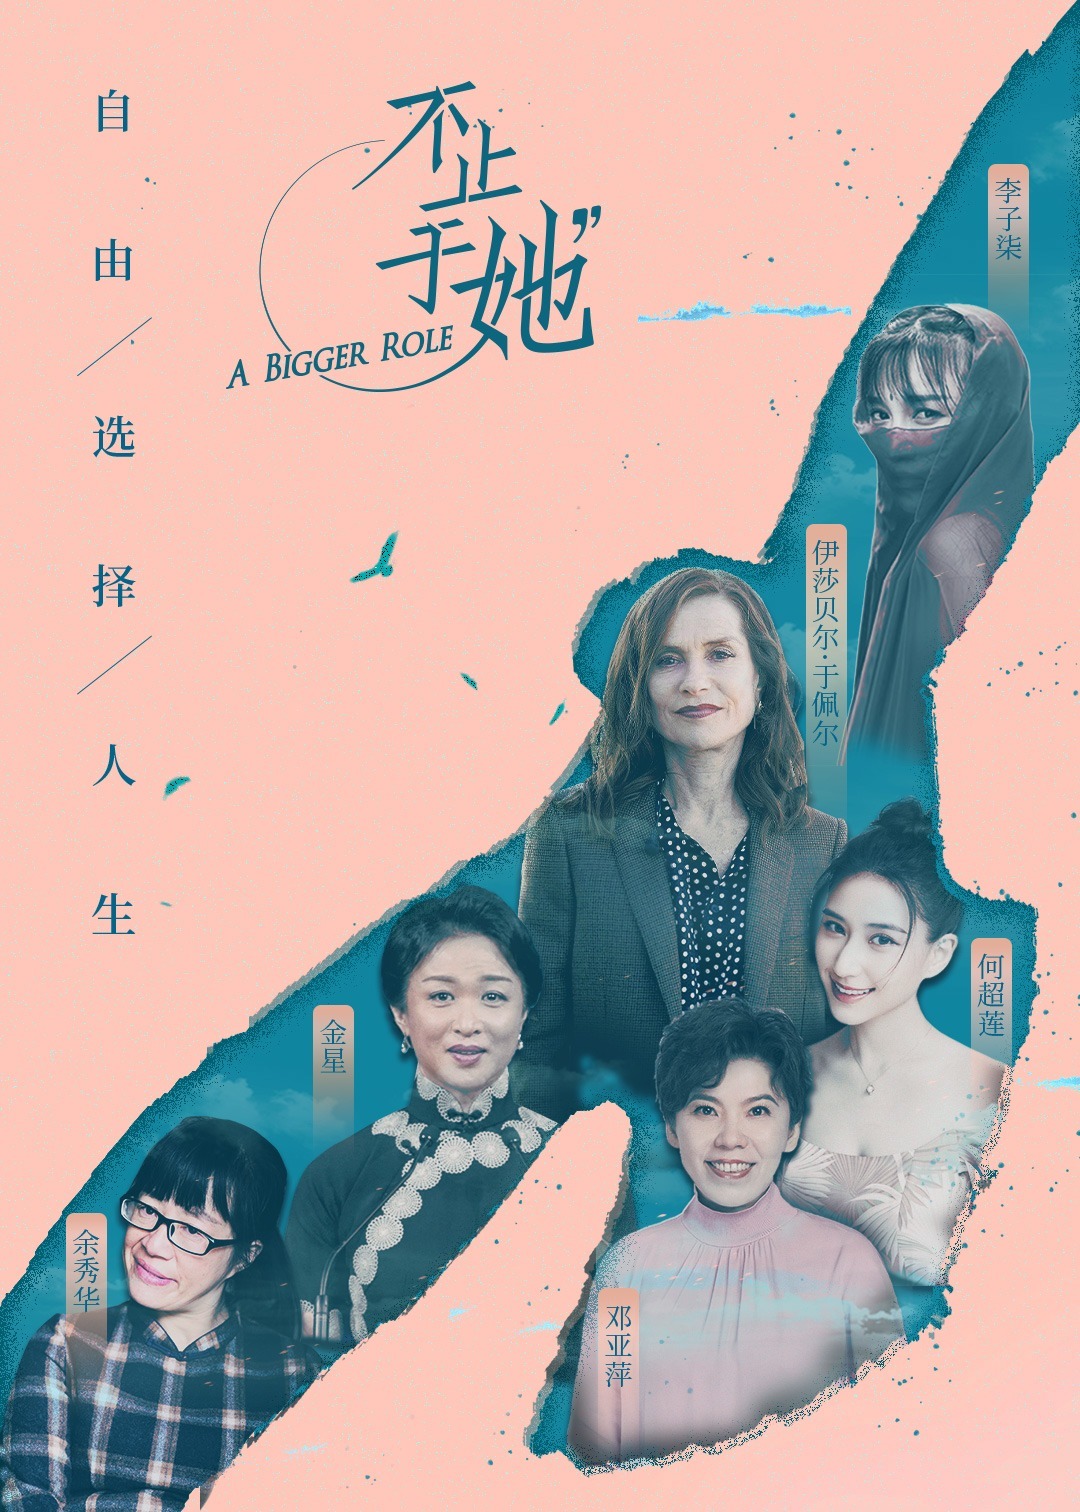 自由／选择／人生
不止于她”
A BIGGER ROLE
李子柒
伊莎贝尔·于佩尔
何超莲
金星
余秀华
邓亚萍